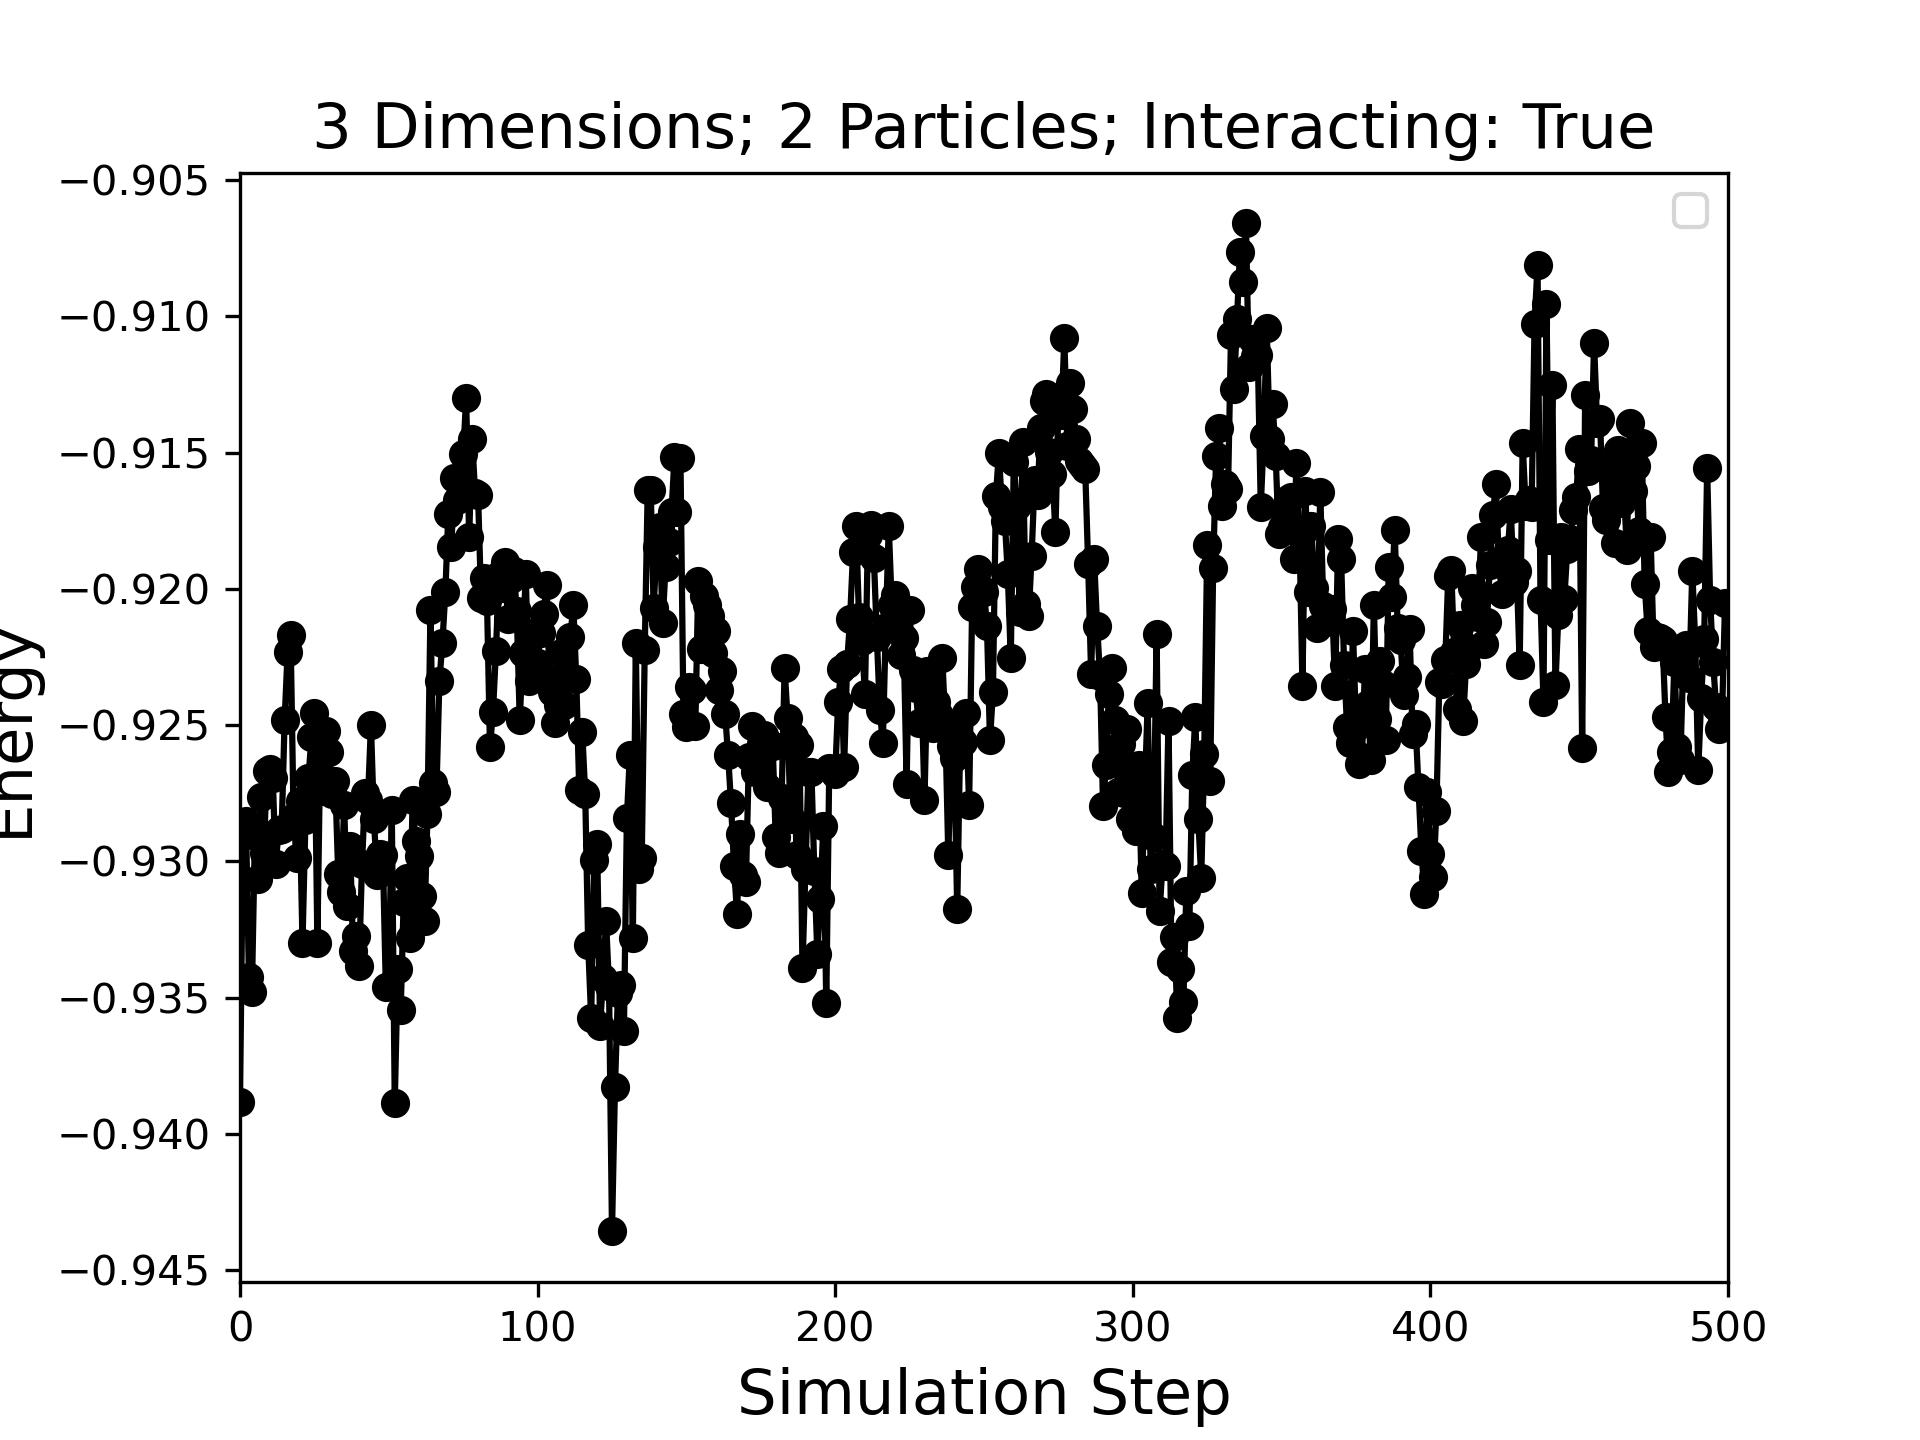 3 Dimensions; 2 Particles; Interacting: True
−0.905
−0.910
−0.915
−0.920
−0.925
−0.930
−0.935
−0.940
−0.945
Energy
0 100 200 300 400 500
Simulation Step